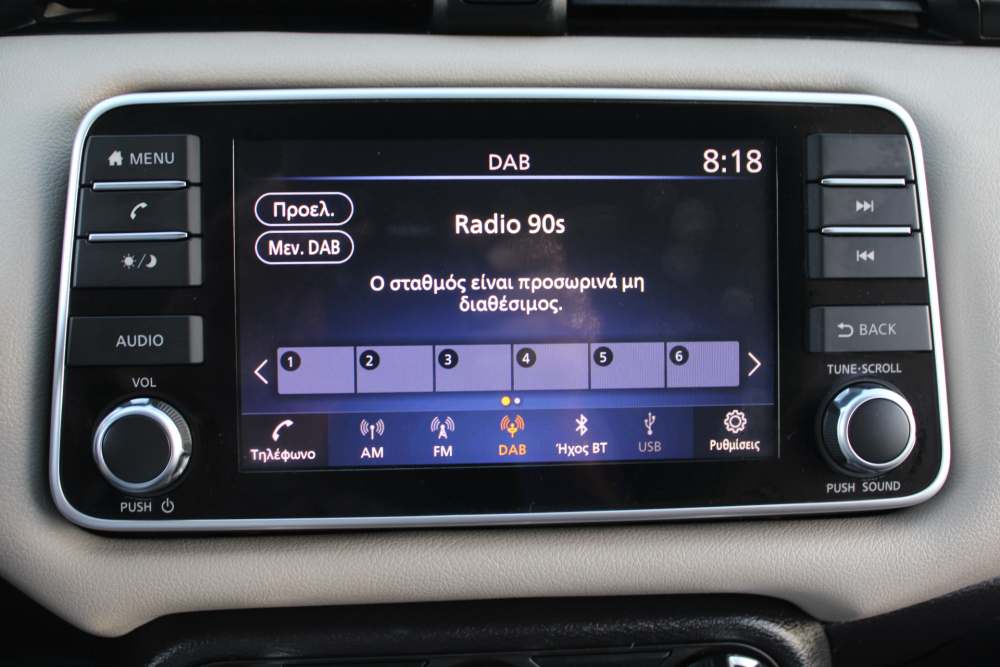 MENU
AUDIO
VOL
PUSH
DAB
8:18
Προελ.
Μεν. DAB
Radio 90s
Ο σταθμός είναι προσωρινά μη
διαθέσιμος.
1 2 3 4 5 6
Τηλέφωνο AM FM DAB Ήχος BT USB Ρυθμίσεις
BACK
TUNE·SCROLL
PUSH SOUND